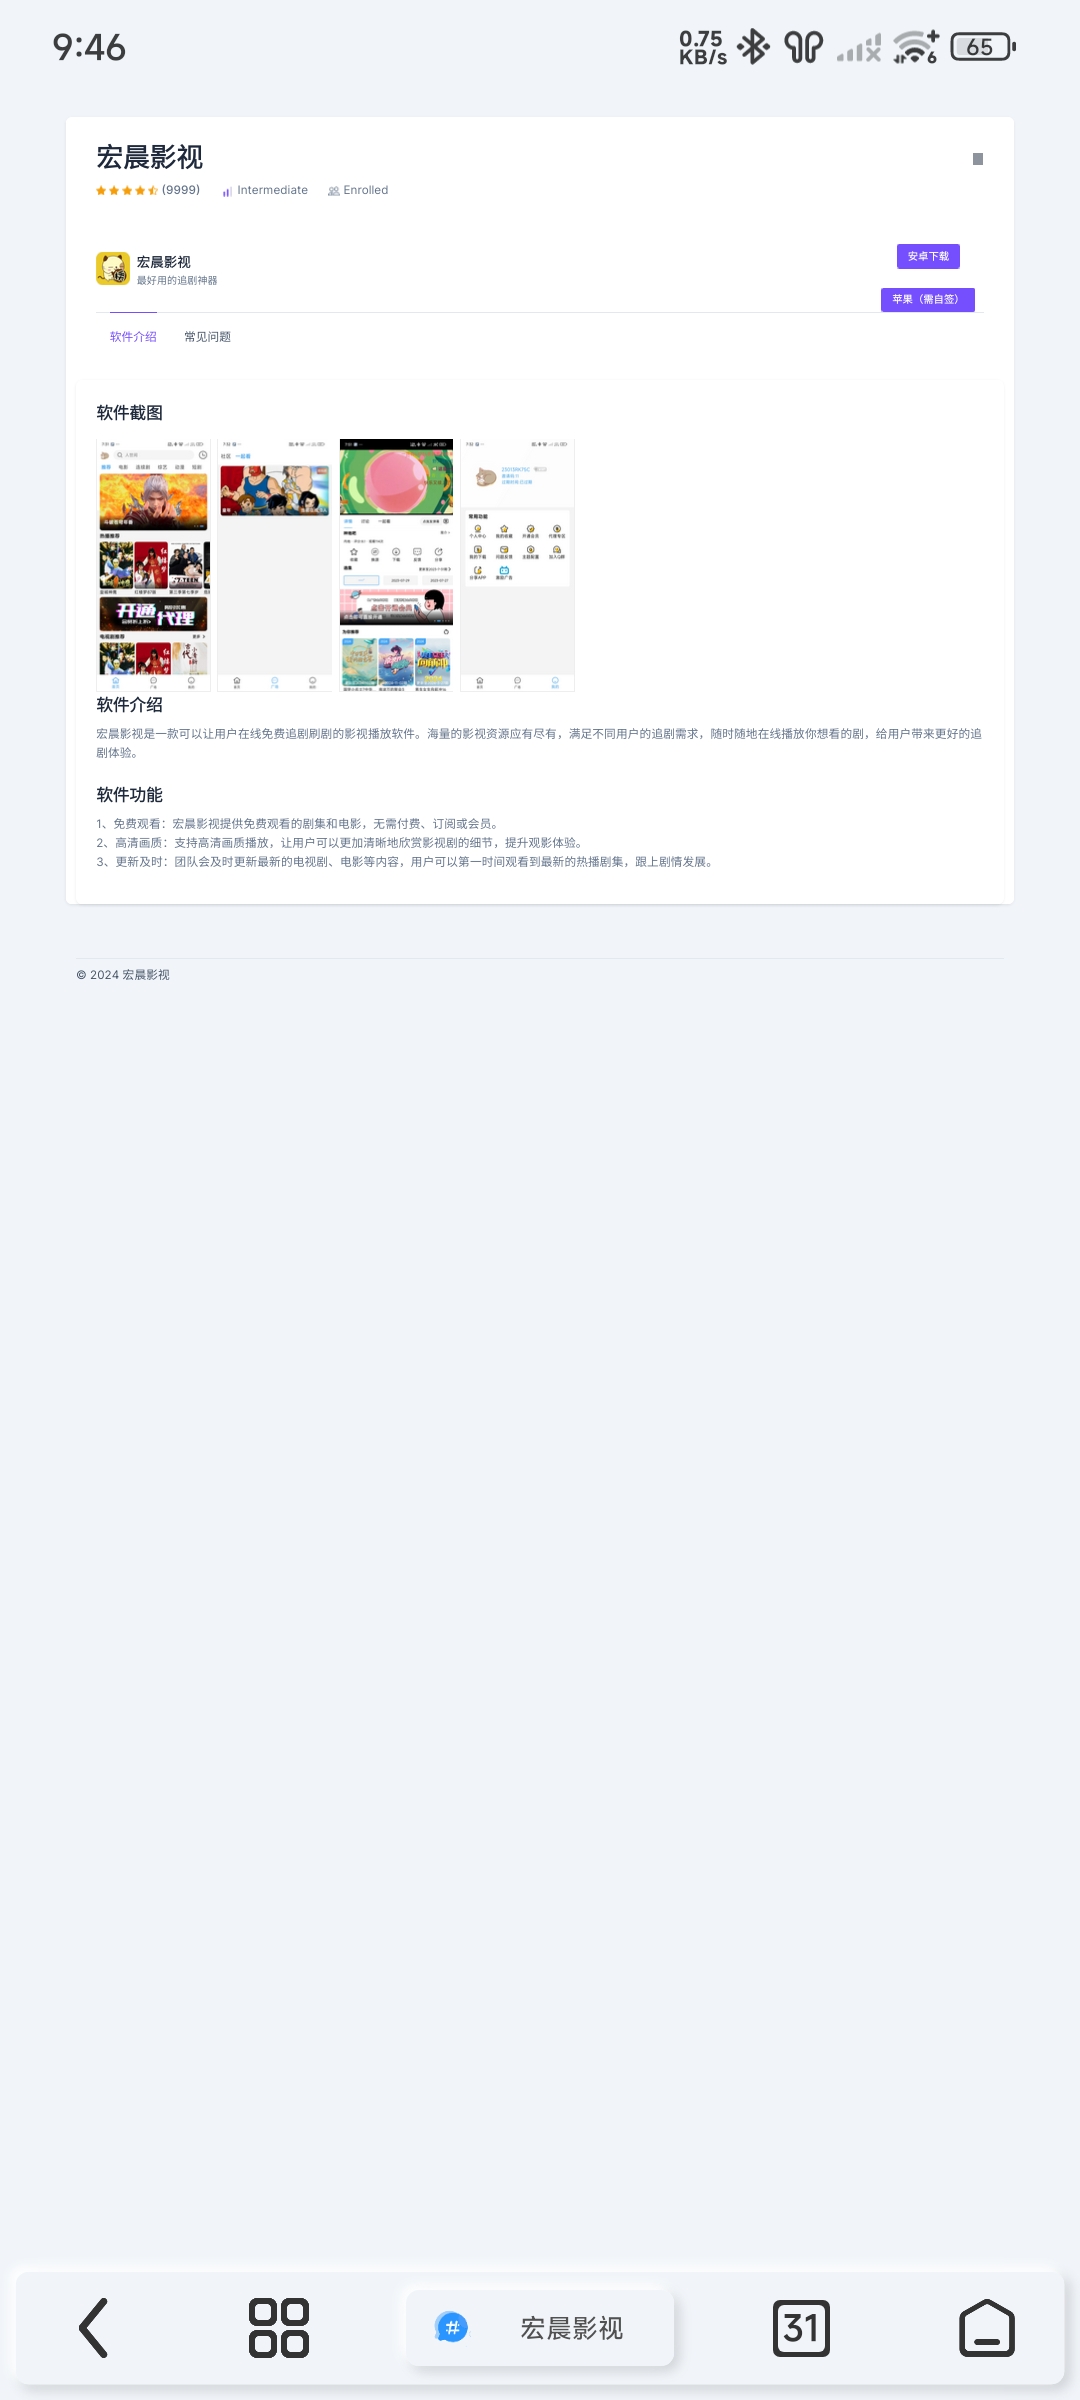 9:46
0.75
KB/s
6
65
宏晨影视
(9999)
Intermediate
Enrolled
宏晨影视
最好用的追剧神器
安卓下载
苹果（需自签）
软件介绍
常见问题
软件截图
开通
代理
软件介绍
宏晨影视是一款可以让用户在线免费追剧刷剧的影视播放软件。海量的影视资源应有尽有，满足不同用户的追剧需求，随时随地在线播放你想看的剧，给用户带来更好的追
剧体验。
软件功能
1、免费观看：宏晨影视提供免费观看的剧集和电影，无需付费、订阅或会员。
2、高清画质：支持高清画质播放，让用户可以更加清晰地欣赏影视剧的细节，提升观影体验。
3、更新及时：团队会及时更新最新的电视剧、电影等内容，用户可以第一时间观看到最新的热播剧集，跟上剧情发展。
© 2024 宏晨影视
#
宏晨影视
31